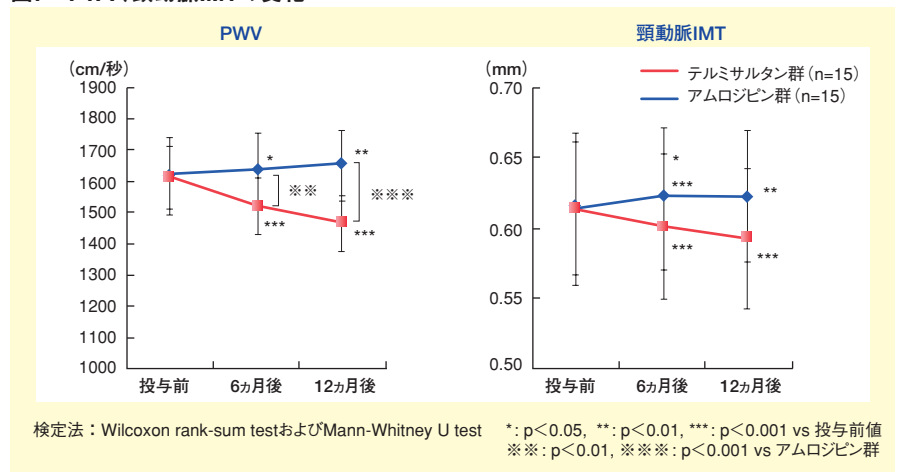 PWV
(cm/秒)
1900
1800
1700
1600
1500
1400
1300
1200
1100
1000
*
**
※※
※※※
***
***
投与前
6ヵ月後
12ヵ月後
頸動脈IMT
(mm)
テルミサルタン群（n=15）
アムロジピン群（n=15）
0.70
0.65
0.60
0.55
0.50
*
***
**
***
***
投与前
6ヵ月後
12ヵ月後
検定法：Wilcoxon rank-sum testおよびMann-Whitney U test
*: p＜0.05, **: p＜0.01, ***: p＜0.001 vs 投与前値
※※: p＜0.01, ※※※: p＜0.001 vs アムロジピン群